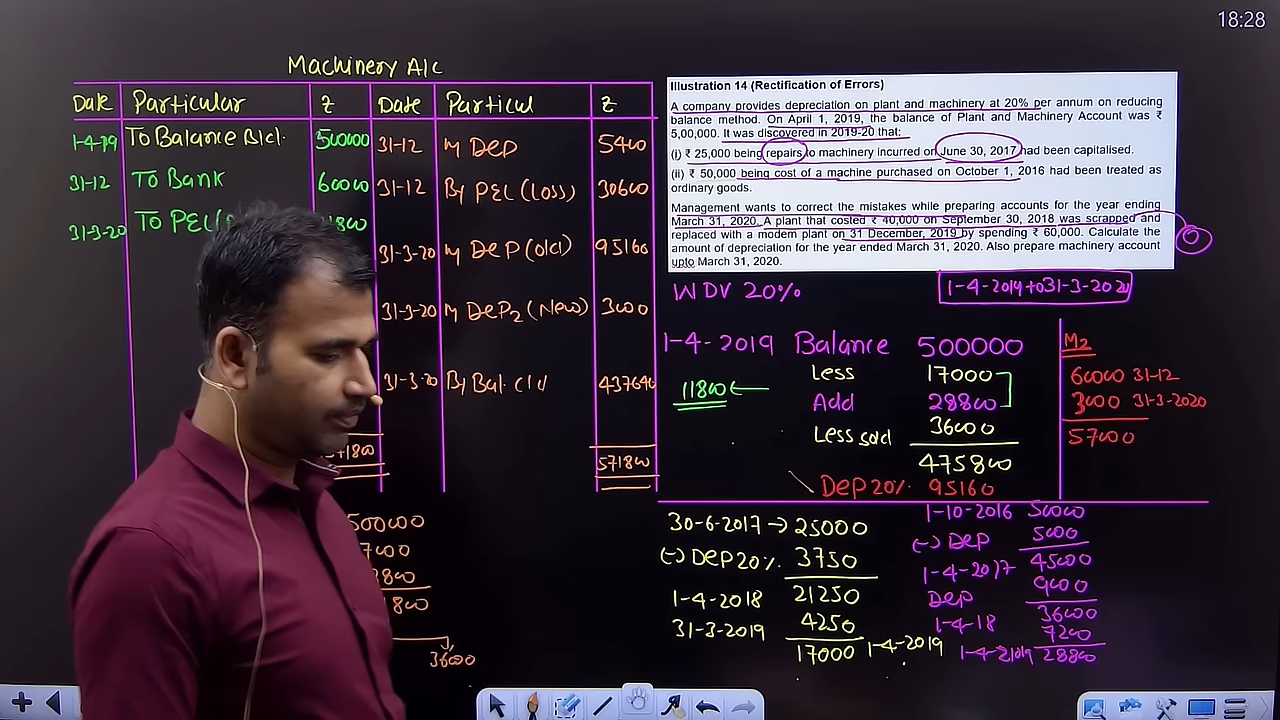 18:28
Machinery A/c
Date Particular ₹ Date Particul ₹
1-4-19 To Balance B/d. 500000 31-12 By Dep 5400
31-12 To Bank 60000 31-12 By P&L (Loss) 30600
31-3-20 To P&L 1800
31-3-20 By Dep (old) 95160
31-3-20 By Dep2 (New) 3000
31-3-20 By Bal. c/d 437640
1800
571800
500000
7000
800
800
36000
Illustration 14 (Rectification of Errors)
A company provides depreciation on plant and machinery at 20% per annum on reducing
balance method. On April 1, 2019, the balance of Plant and Machinery Account was ₹
5,00,000. It was discovered in 2019-20 that:
(i) ₹ 25,000 being repairs to machinery incurred on June 30, 2017 had been capitalised.
(ii) ₹ 50,000 being cost of a machine purchased on October 1, 2016 had been treated as
ordinary goods.
Management wants to correct the mistakes while preparing accounts for the year ending
March 31, 2020. A plant that costed ₹ 40,000 on September 30, 2018 was scrapped and
replaced with a modern plant on 31 December, 2019 by spending ₹ 60,000. Calculate the
amount of depreciation for the year ended March 31, 2020. Also prepare machinery account
upto March 31, 2020.
WDV 20%
1-4-2019 to 31-3-2020
1-4-2019 Balance 500000
Less 17000
11800 Add 28800
Less sold 36000
475800
Dep 20% 95160
M2
60000 31-12
3000 31-3-2020
57000
30-6-2017 → 25000
(-) Dep 20% 3750
1-4-2018 21250
31-3-2019 4250
17000 1-4-2019
1-10-2016 50000
(-) Dep 5000
1-4-2017 45000
Dep 9000
36000
1-4-18 7200
1-4-2019 28800